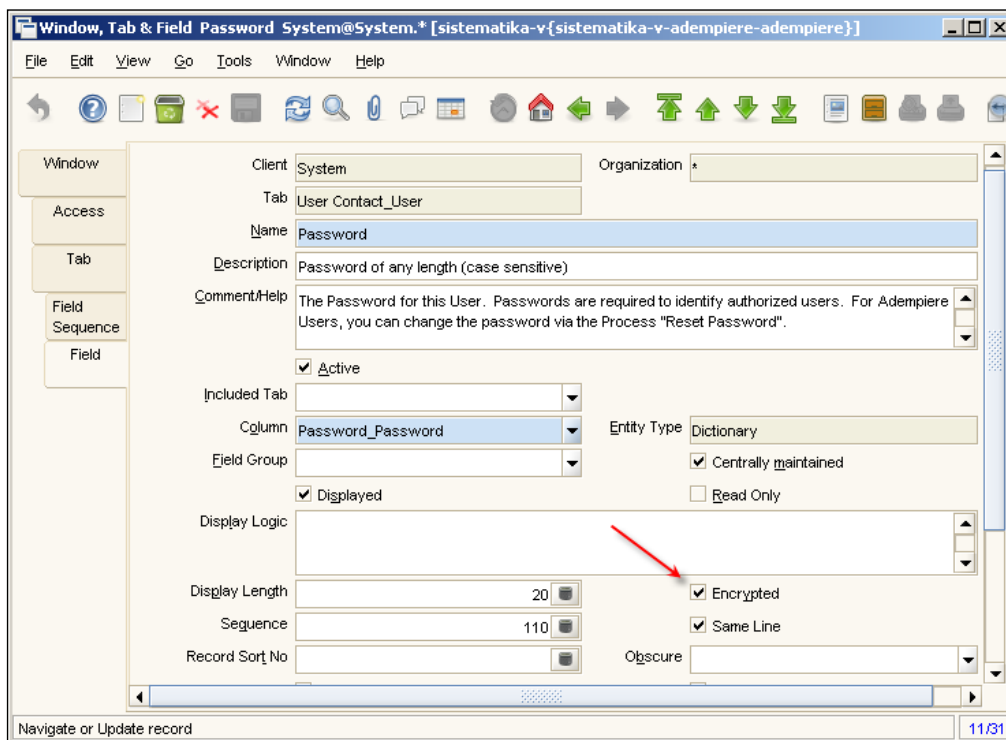 Window, Tab & Field Password System@System.* [sistematika-v{sistematika-v-adempiere-adempiere}]
File Edit View Go Tools Window Help
Window
Access
Tab
Field
Sequence
Field
Client System Organization *
Tab User Contact_User
Name Password
Description Password of any length (case sensitive)
Comment/Help The Password for this User. Passwords are required to identify authorized users. For Adempiere
Users, you can change the password via the Process "Reset Password".
Active
Included Tab
Column Password_Password Entity Type Dictionary
Field Group Centrally maintained
Displayed Read Only
Display Logic
Display Length 20 Encrypted
Sequence 110 Same Line
Record Sort No Obscure
Navigate or Update record 11/31